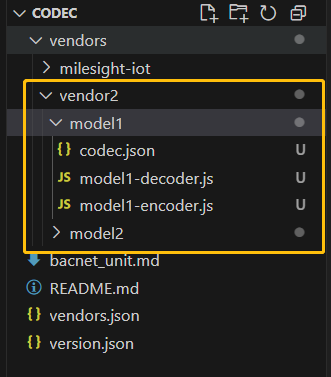 CODEC
vendors
milesight-iot
vendor2
model1
{} codec.json U
JS model1-decoder.js U
JS model1-encoder.js U
model2
bacnet_unit.md
README.md
vendors.json
version.json